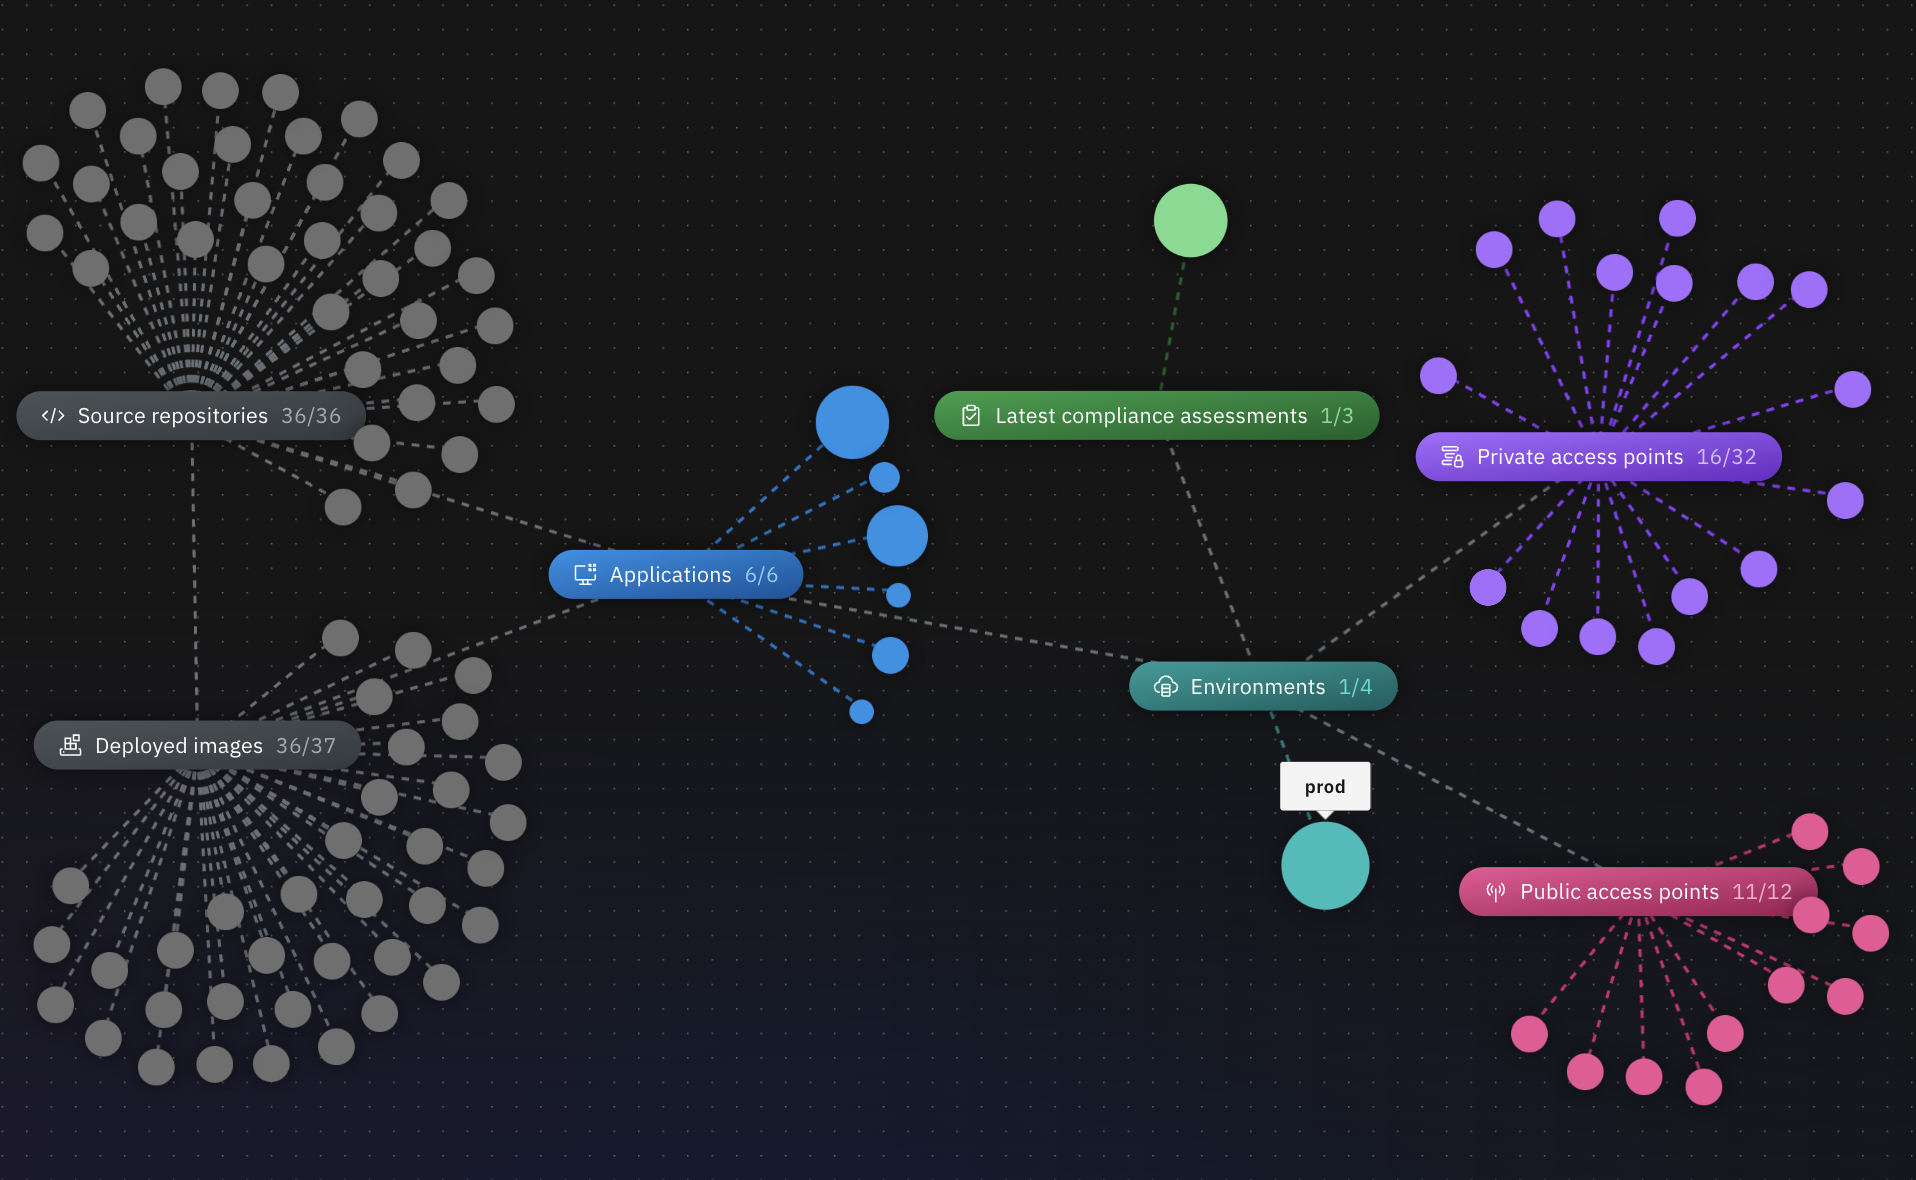 Source repositories 36/36
Latest compliance assessments 1/3
Private access points 16/32
Applications 6/6
Environments 1/4
Deployed images 36/37
prod
Public access points 11/12